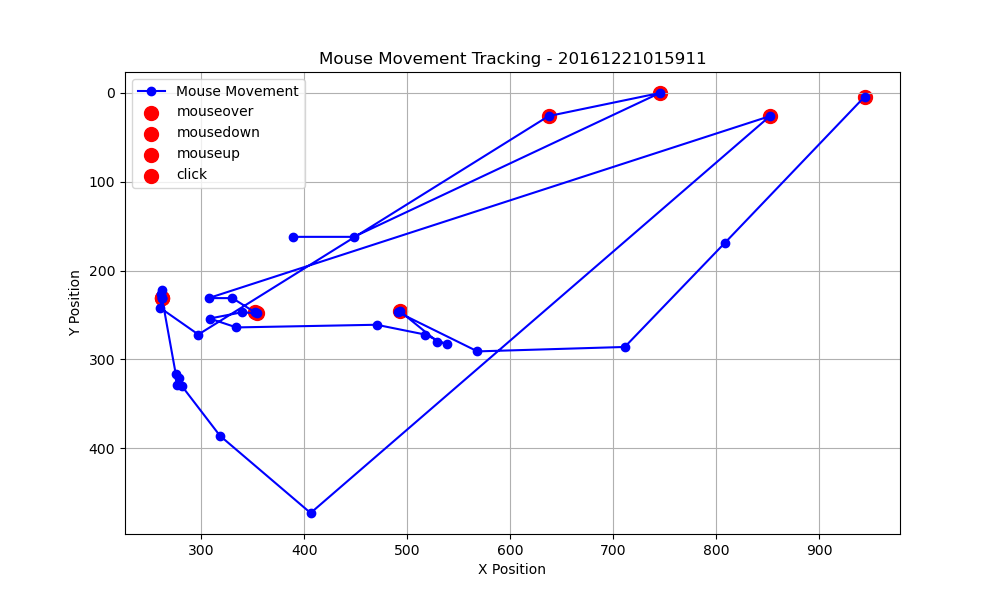 Mouse Movement Tracking - 20161221015911
Mouse Movement
mouseover
mousedown
mouseup
click
0
100
200
300
400
Y Position
300 400 500 600 700 800 900
X Position